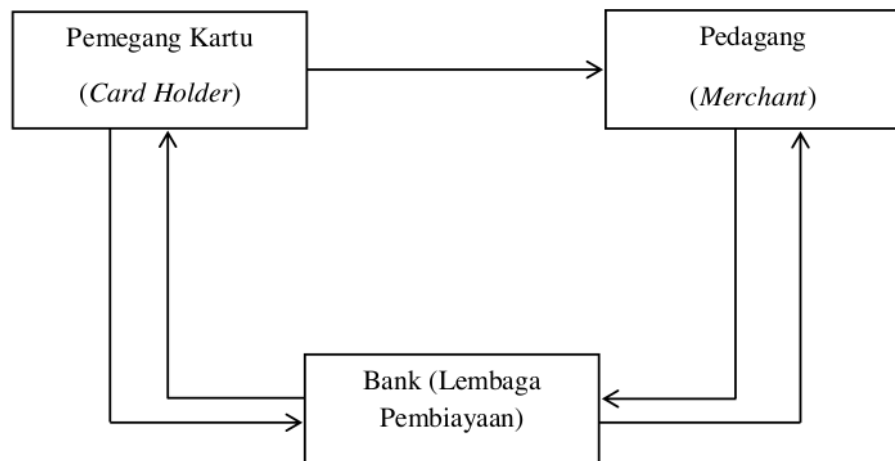 Pemegang Kartu
(Card Holder)
Pedagang
(Merchant)
Bank (Lembaga
Pembiayaan)